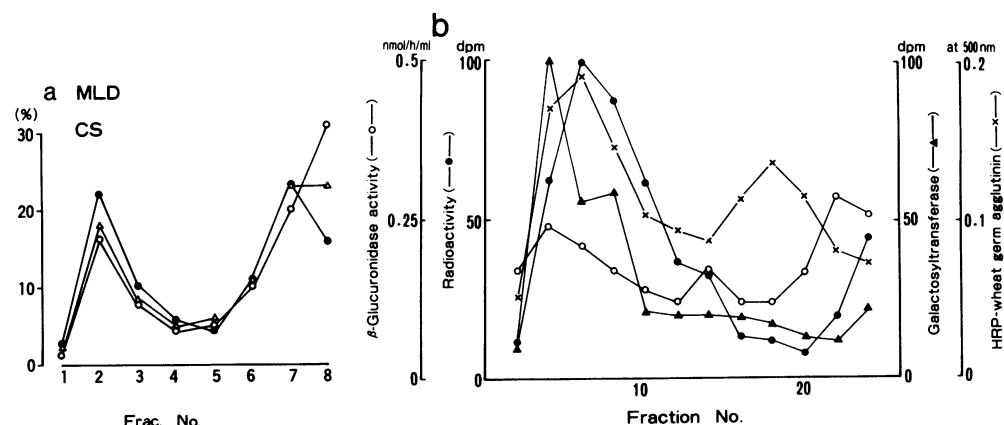 a MLD
CS
(%)
30
20
10
0
1 2 3 4 5 6 7 8
Frac. No.
b
nmol/h/ml
0.5
0.25
0
β-Glucuronidase activity (—o—)
dpm
100
50
0
Radioactivity (—●—)
10 20
Fraction No.
dpm
100
50
0
Galactosyltransferase (—▲—)
at 500nm
0.2
0.1
0
HRP-wheat germ agglutinin (—x—)